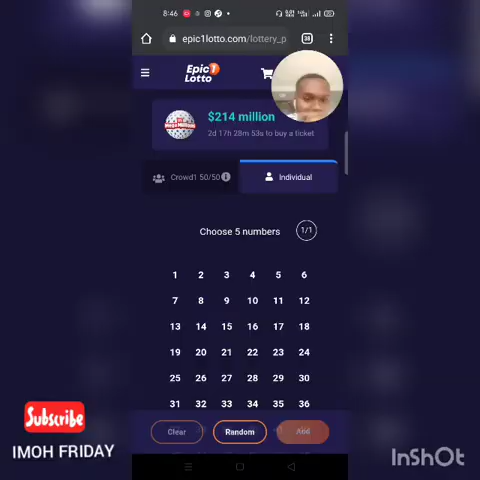 8:46
38
epic1lotto.com/lottery_p
Epic1
Lotto
$214 million
2d 17h 28m 53s to buy a ticket
Crowd1 50/50
Individual
Choose 5 numbers
1/1
1 2 3 4 5 6
7 8 9 10 11 12
13 14 15 16 17 18
19 20 21 22 23 24
25 26 27 28 29 30
31 32 33 34 35 36
Clear
Random
Add
Subscribe
IMOH FRIDAY
InShOt